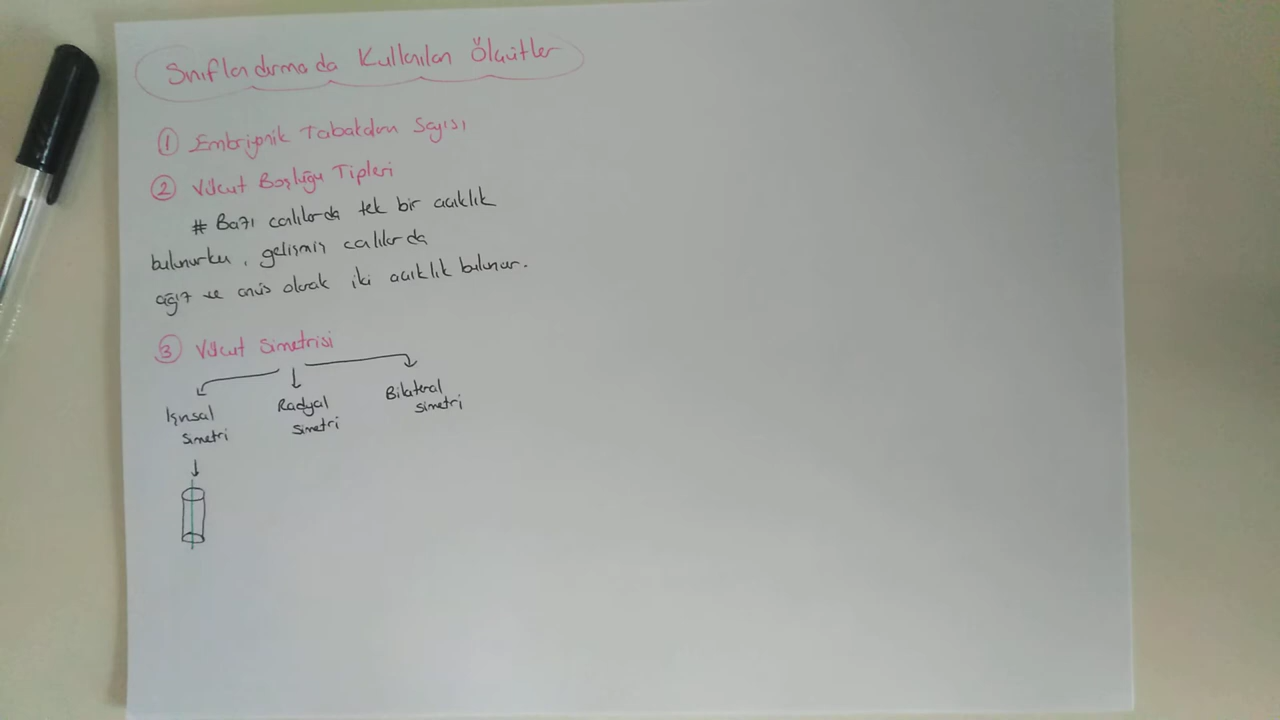 Sınıflandırmada Kullanılan Ölçütler
① Embriyonik Tabakaların Sayısı
② Vücut Boşluğu Tipleri
# Bazı canlılarda tek bir açıklık
bulunurken, gelişmiş canlılarda
ağız ve anüs olarak iki açıklık bulunur.
③ Vücut Simetrisi
Işınsal simetri
Radyal simetri
Bilateral simetri